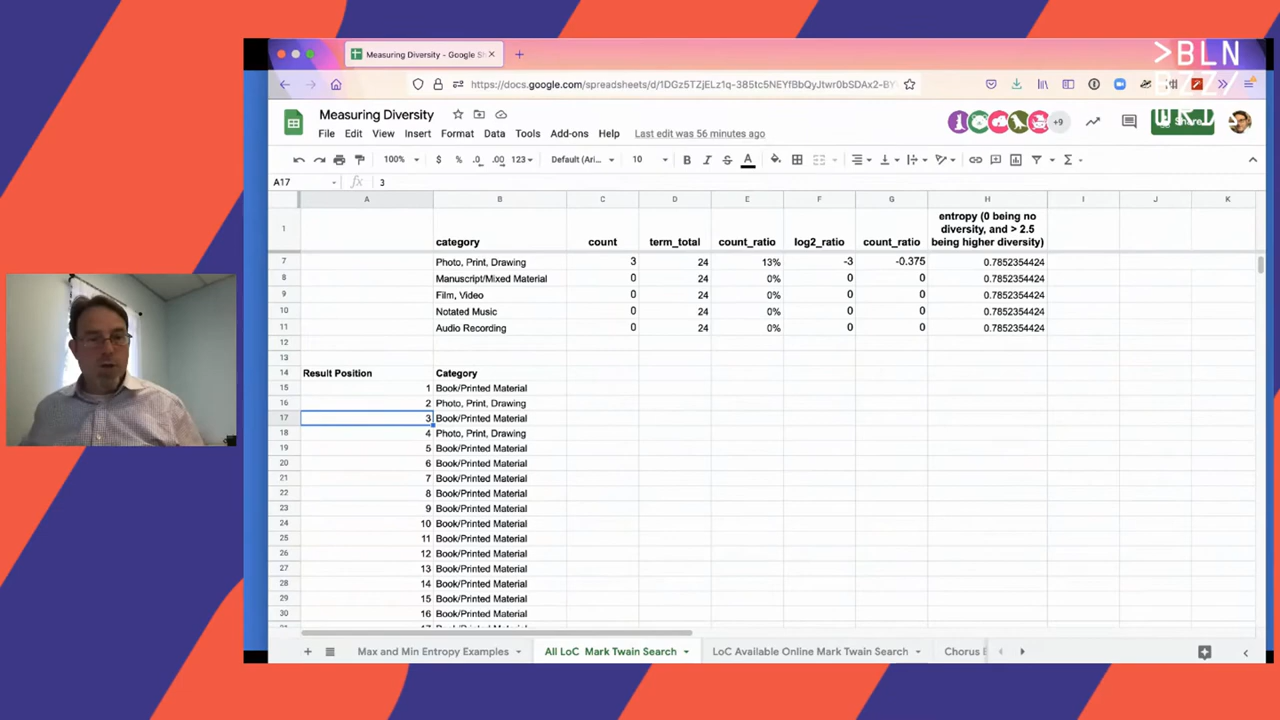 >BLN
Measuring Diversity - Google Sh
https://docs.google.com/spreadsheets/d/
Measuring Diversity
+9
File Edit View Insert Format Data Tools Add-ons Help Last edit was 56 minutes ago
100% $ % .0 .00 123 Default (Ari... 10 B I S A
A17 fx 3
A B C D E F G H I J K
1 category count term_total count_ratio log2_ratio count_ratio entropy (0 being no
diversity, and > 2.5
being higher diversity)
7 Photo, Print, Drawing 3 24 13% -3 -0.375 0.7852354424
8 Manuscript/Mixed Material 0 24 0% 0 0 0.7852354424
9 Film, Video 0 24 0% 0 0 0.7852354424
10 Notated Music 0 24 0% 0 0 0.7852354424
11 Audio Recording 0 24 0% 0 0 0.7852354424
12
13
14 Result Position Category
15 1 Book/Printed Material
16 2 Photo, Print, Drawing
17 3 Book/Printed Material
18 4 Photo, Print, Drawing
19 5 Book/Printed Material
20 6 Book/Printed Material
21 7 Book/Printed Material
22 8 Book/Printed Material
23 9 Book/Printed Material
24 10 Book/Printed Material
25 11 Book/Printed Material
26 12 Book/Printed Material
27 13 Book/Printed Material
28 14 Book/Printed Material
29 15 Book/Printed Material
30 16 Book/Printed Material
Max and Min Entropy Examples All LoC Mark Twain Search LoC Available Online Mark Twain Search Chorus